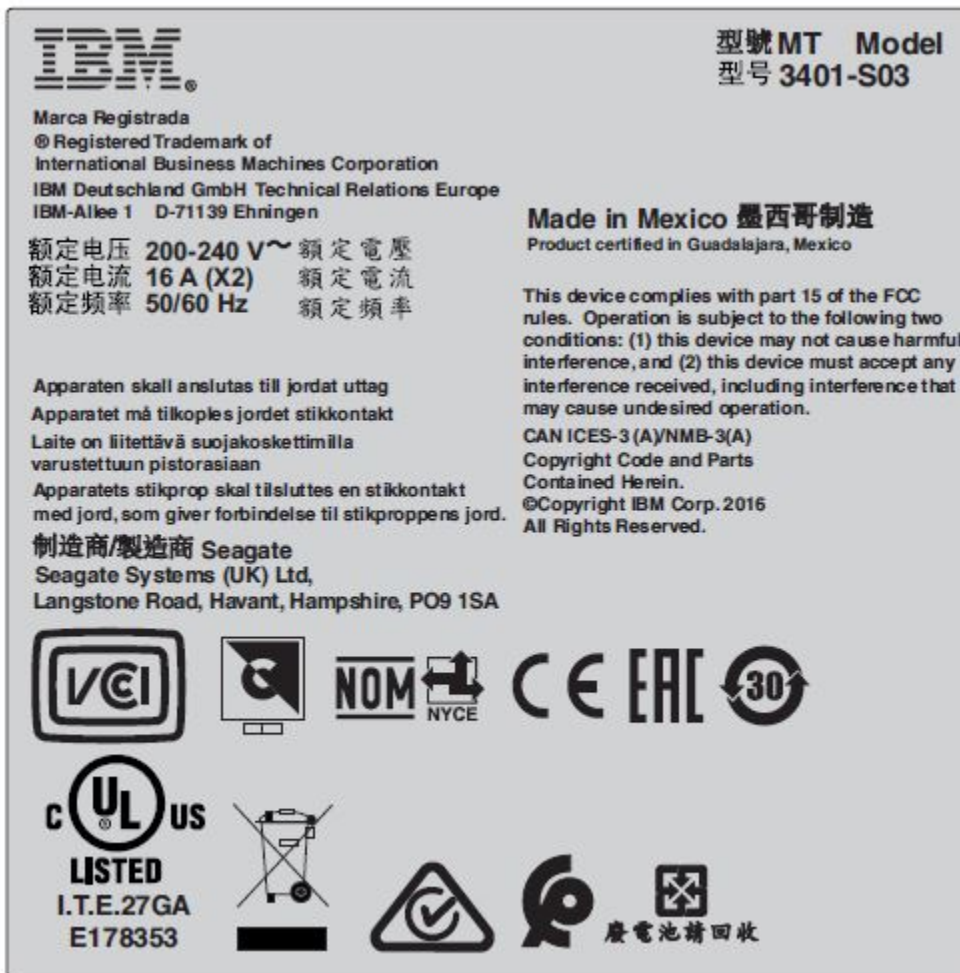 IBM®
型號 MT Model
型号 3401-S03
Marca Registrada
® Registered Trademark of
International Business Machines Corporation
IBM Deutschland GmbH Technical Relations Europe
IBM-Allee 1 D-71139 Ehningen
额定电压 200-240 V~ 額定電壓
额定电流 16 A (X2) 額定電流
额定频率 50/60 Hz 額定頻率
Made in Mexico 墨西哥制造
Product certified in Guadalajara, Mexico
This device complies with part 15 of the FCC
rules. Operation is subject to the following two
conditions: (1) this device may not cause harmful
interference, and (2) this device must accept any
interference received, including interference that
may cause undesired operation.
CAN ICES-3 (A)/NMB-3(A)
Copyright Code and Parts
Contained Herein.
©Copyright IBM Corp. 2016
All Rights Reserved.
Apparaten skall anslutas till jordat uttag
Apparatet må tilkoples jordet stikkontakt
Laite on liitettävä suojakoskettimilla
varustettuun pistorasiaan
Apparatets stikprop skal tilsluttes en stikkontakt
med jord, som giver forbindelse til stikproppens jord.
制造商/製造商 Seagate
Seagate Systems (UK) Ltd,
Langstone Road, Havant, Hampshire, PO9 1SA
VCCI
NOM
NYCE
CE
EAC
30
C UL® US
LISTED
I.T.E.27GA
E178353
廢電池請回收